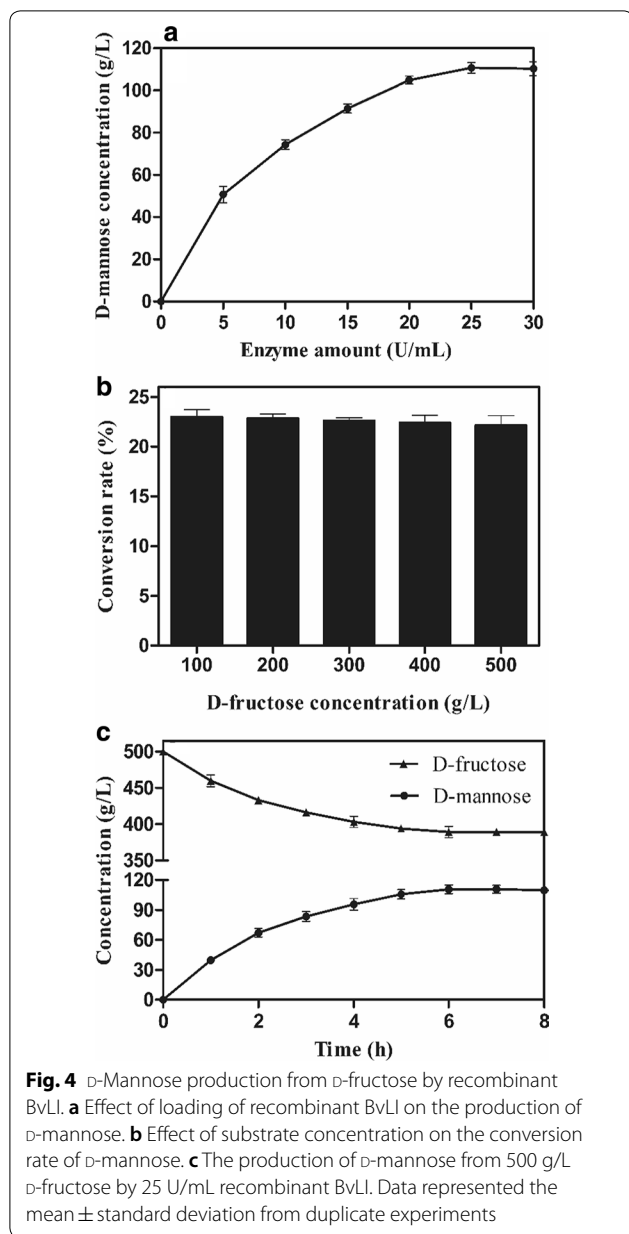 a
D-mannose concentration (g/L)
120
100
80
60
40
20
0
0 5 10 15 20 25 30
Enzyme amount (U/mL)
b
Conversion rate (%)
25
20
15
10
5
0
100 200 300 400 500
D-fructose concentration (g/L)
c
Concentration (g/L)
500
450
400
350
120
90
60
30
0
D-fructose
D-mannose
0 2 4 6 8
Time (h)
Fig. 4 D-Mannose production from D-fructose by recombinant
BvLI. a Effect of loading of recombinant BvLI on the production of
D-mannose. b Effect of substrate concentration on the conversion
rate of D-mannose. c The production of D-mannose from 500 g/L
D-fructose by 25 U/mL recombinant BvLI. Data represented the
mean ± standard deviation from duplicate experiments